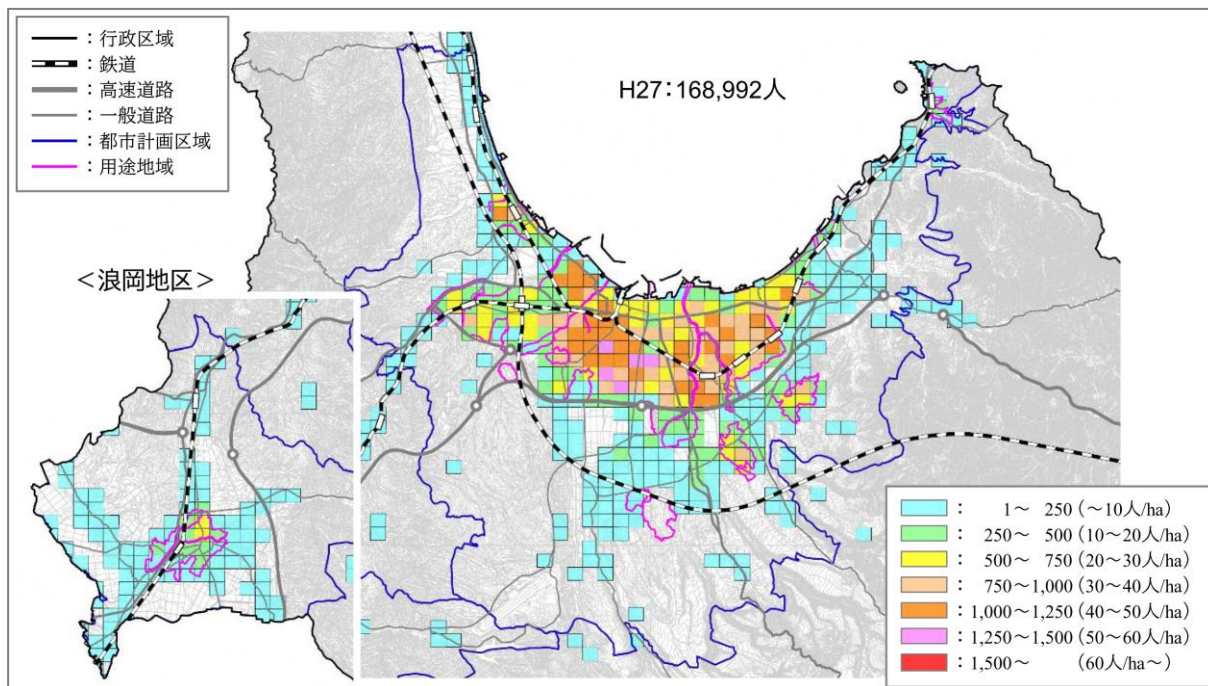 ：行政区域
：鉄道
：高速道路
：一般道路
：都市計画区域
：用途地域
H27：168,992人
＜浪岡地区＞
： 1～ 250 (～10人/ha)
： 250～ 500 (10～20人/ha)
： 500～ 750 (20～30人/ha)
： 750～1,000 (30～40人/ha)
：1,000～1,250 (40～50人/ha)
：1,250～1,500 (50～60人/ha)
：1,500～ (60人/ha～)